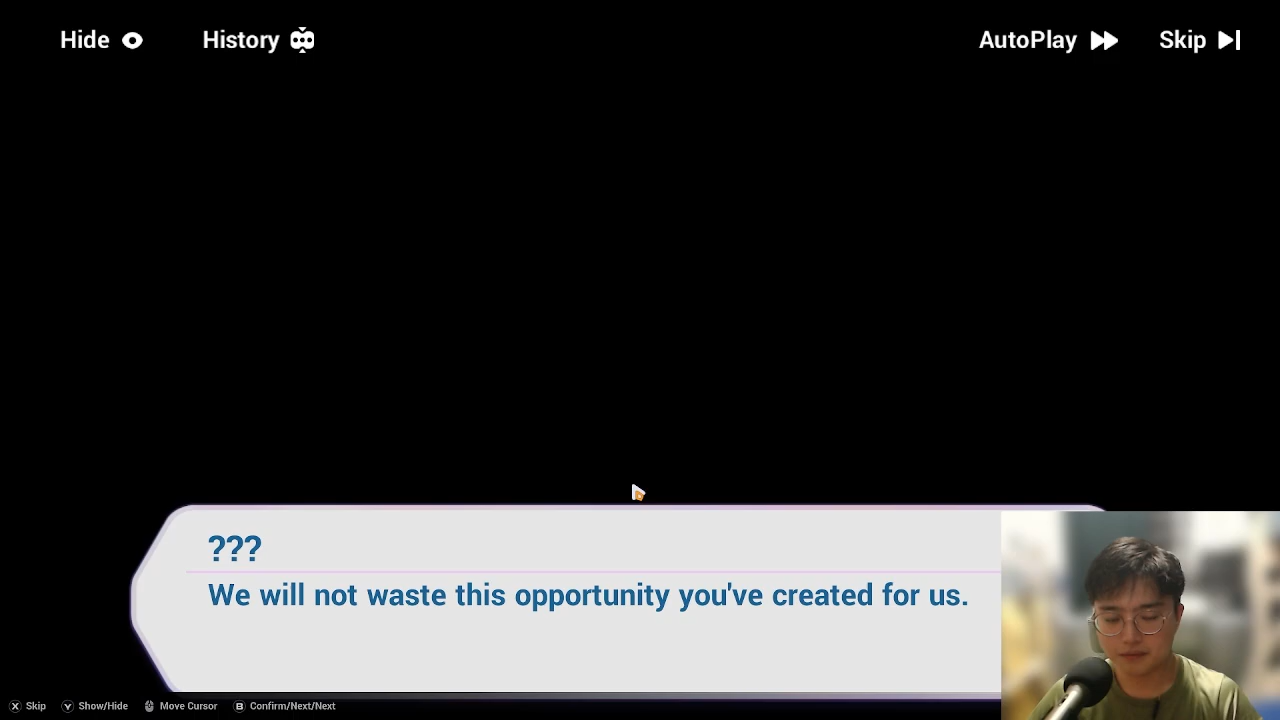 Hide
History
AutoPlay
Skip
???
We will not waste this opportunity you've created for us.
X Skip
Y Show/Hide
Move Cursor
B Confirm/Next/Next